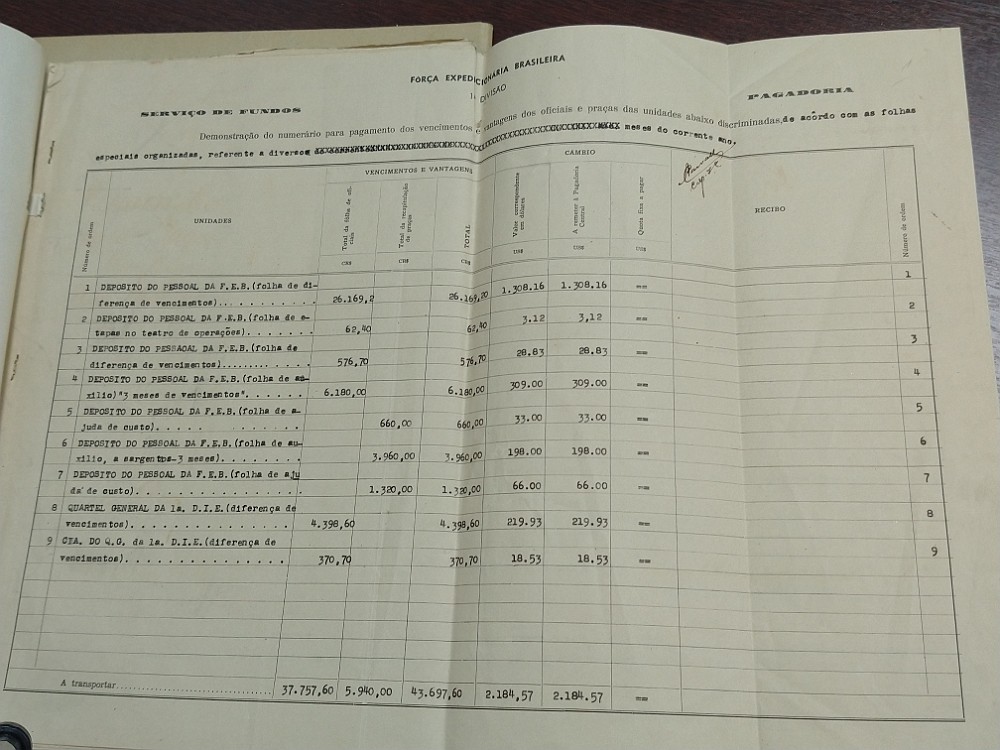 FORÇA EXPEDICIONÁRIA BRASILEIRA
DIVISÃO
SERVIÇO DE FUNDOS
PAGADORIA
Demonstração do numerário para pagamento dos vencimentos e vantagens dos oficiais e praças das unidades abaixo discriminadas, de acordo com as folhas
especiais organizadas, referente a diversos meses do corrente ano.
VENCIMENTOS E VANTAGENS CÂMBIO
Número de ordem UNIDADES Total da folha de oficiais Total da recapitulação de praças TOTAL Valor correspondente em dólares A remeter à Pagadoria Central Quota fixa a pagar RECIBO Número de ordem
CR$ CR$ CR$ US$ US$ US$
1 DEPOSITO DO PESSOAL DA F.E.B.(folha de di- 1
ferença de vencimentos).......... 26.169,2 26.169,20 1.308.16 1.308.16 ==
2 DEPOSITO DO PESSOAL DA F.E.B.(folha de e- 2
tapas no teatro de operações)....... 62,40 62,40 3.12 3,12 ==
3 DEPOSITO DO PESSAOAL DA F.E.B.(folha de 3
diferença de vencimentos).......... 576,70 576,70 28.83 28,83 ==
4 DEPOSITO DO PESSOAL DA F.E.B.(folha de au- 4
xilio)"3 meses de vencimentos"...... 6.180,00 6.180,00 309.00 309.00 ==
5 DEPOSITO DO PESSOAL DA F.E.B.(folha de a- 5
juda de custo)..... 660,00 660,00 33.00 33.00 ==
6 DEPOSITO DO PESSOAL DA F.E.B.(folha de au- 6
xilio, a sargentos-3 meses)........ 3.960,00 3.960,00 198.00 198.00 ==
7 DEPOSITO DO PESSOAL DA F.E.B.(folha de aju 7
da de custo)................ 1.320,00 1.320,00 66.00 66.00 ==
8 QUARTEL GENERAL DA 1a. D.I.E.(diferença de 8
vencimentos)................ 4.398,60 4.398,60 219.93 219.93 ==
9 CIA. DO Q.G. da 1a. D.I.E.(diferença de 9
vencimentos)................ 370,70 370,70 18.53 18.53 ==
A transportar................................ 37.757,60 5.940,00 43.697,60 2.184,57 2.184.57 ==